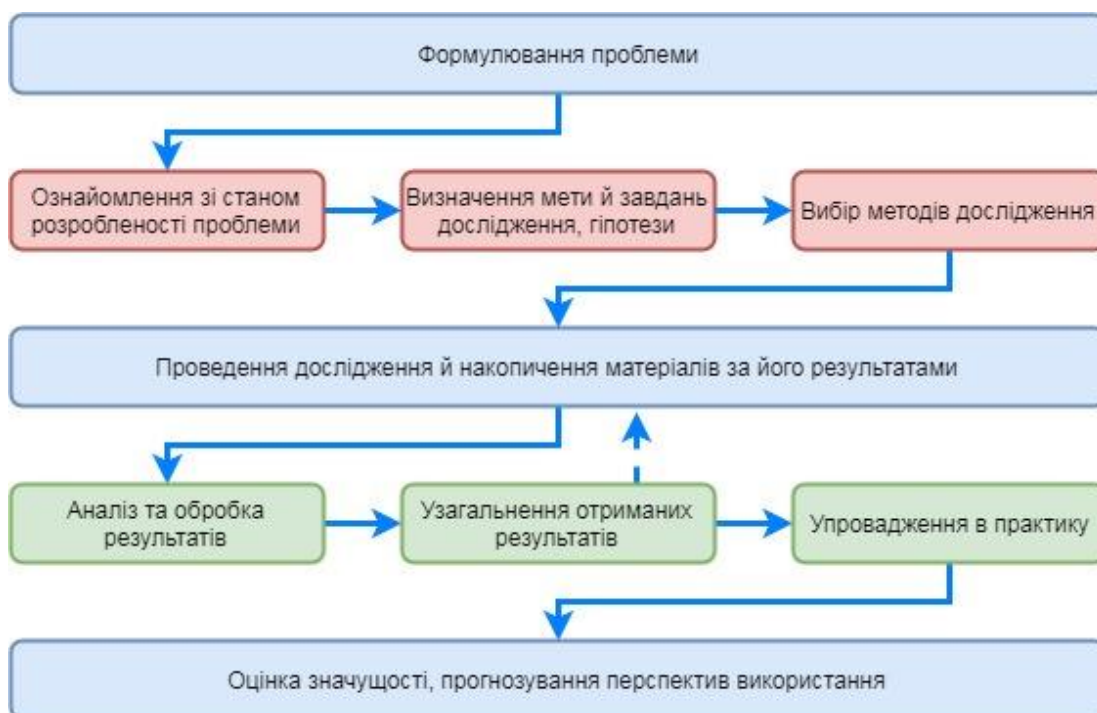 Формулювання проблеми
Ознайомлення зі станом
розробленості проблеми
Визначення мети й завдань
дослідження, гіпотези
Вибір методів дослідження
Проведення дослідження й накопичення матеріалів за його результатами
Аналіз та обробка
результатів
Узагальнення отриманих
результатів
Упровадження в практику
Оцінка значущості, прогнозування перспектив використання